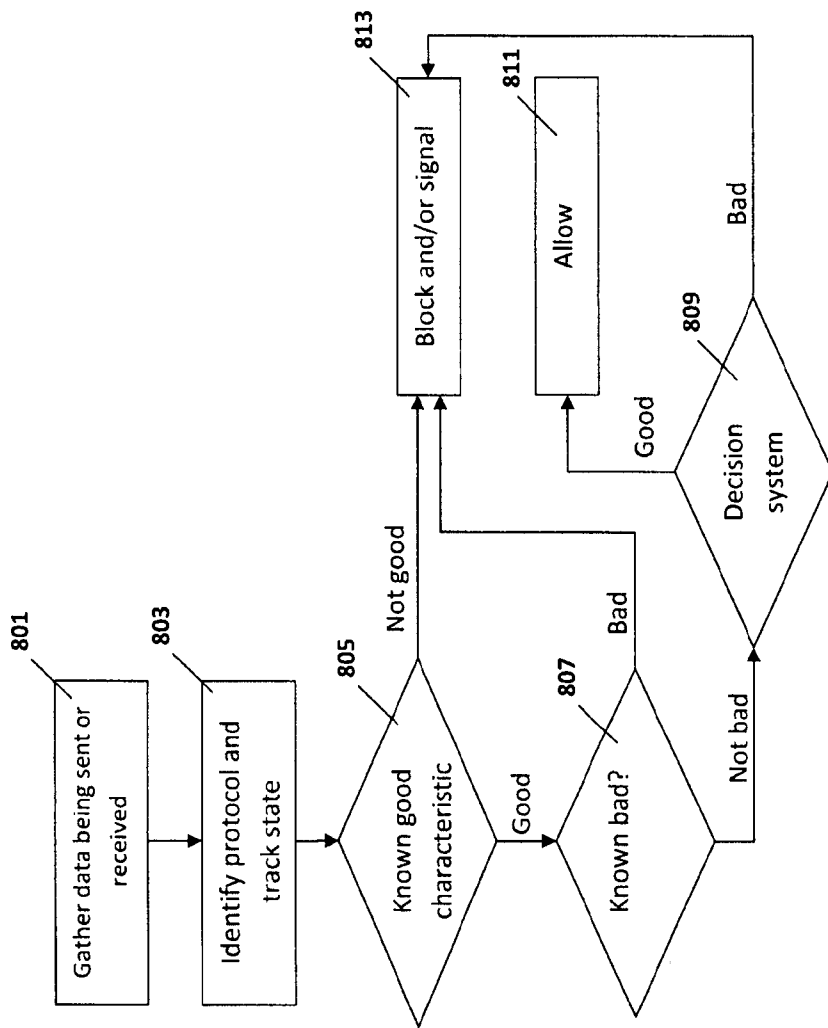 801
Gather data being sent or
received
803
Identify protocol and
track state
805
Known good
characteristic
Not good
Good
807
Known bad?
Bad
Not bad
809
Decision
system
Good
Bad
811
Allow
813
Block and/or signal